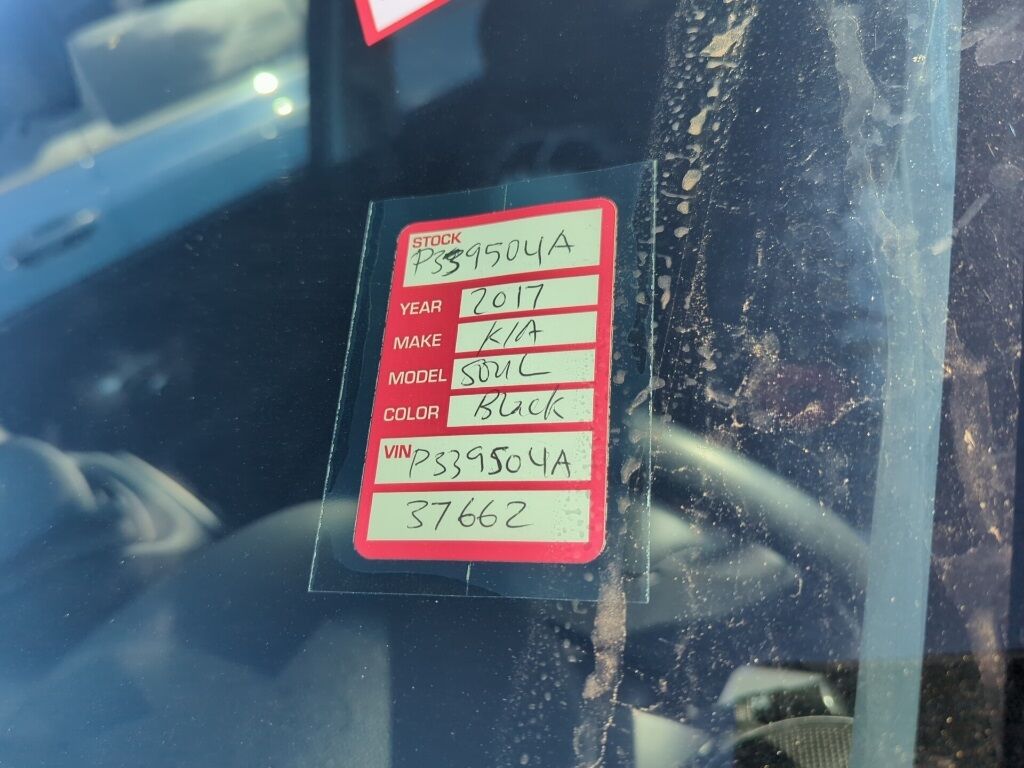 STOCK
P339504A
YEAR 2017
MAKE KIA
MODEL SOUL
COLOR Black
VIN P339504A
37662